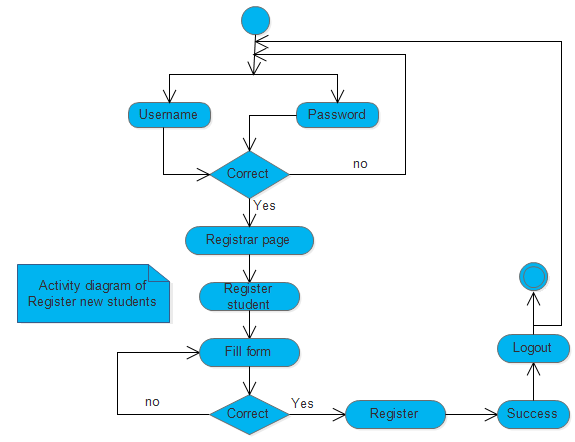 Username
Password
Correct
no
Yes
Registrar page
Activity diagram of
Register new students
Register
student
Fill form
Logout
no
Correct
Yes
Register
Success